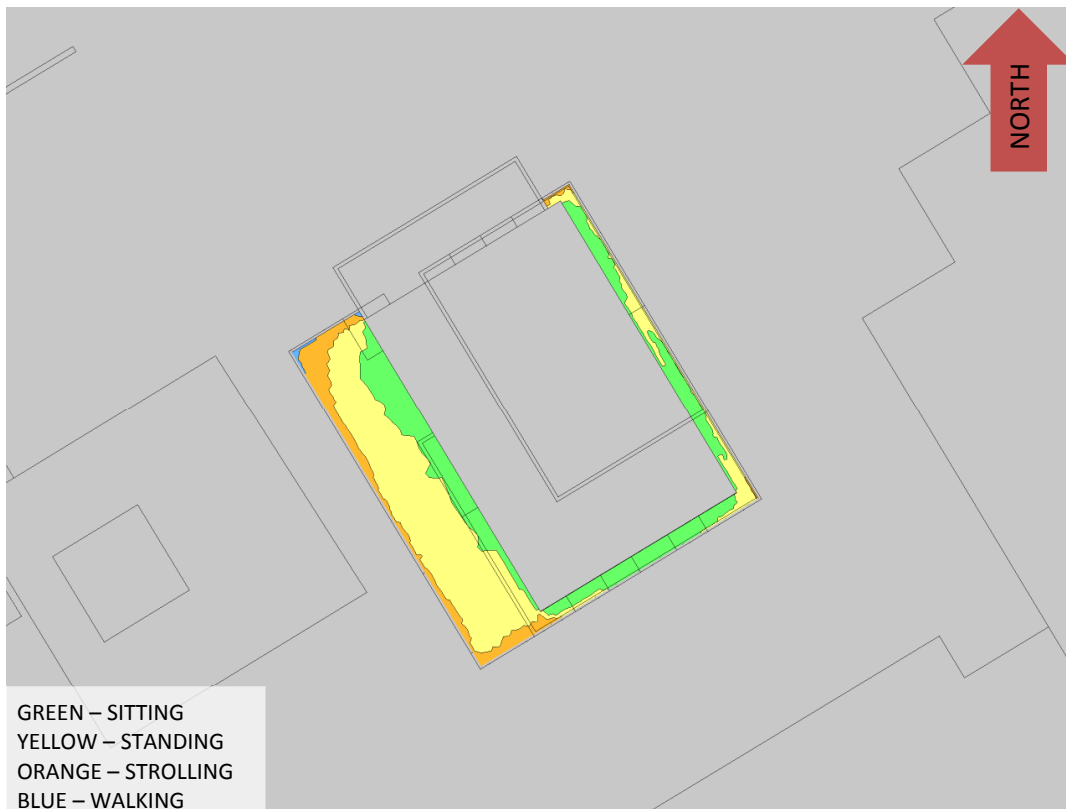 NORTH
GREEN – SITTING
YELLOW – STANDING
ORANGE – STROLLING
BLUE – WALKING